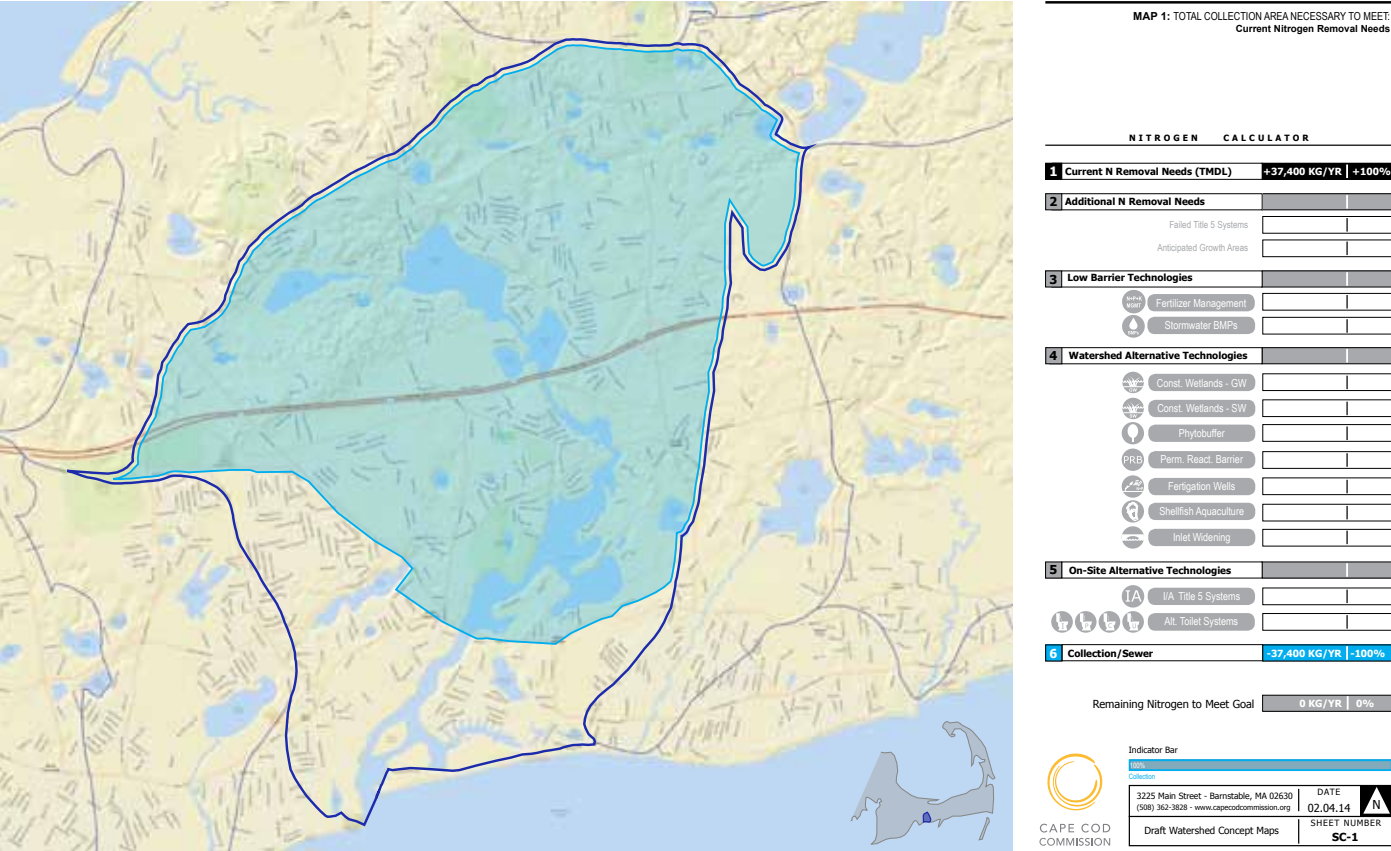 MAP 1: TOTAL COLLECTION AREA NECESSARY TO MEET:
Current Nitrogen Removal Needs
NITROGEN CALCULATOR
1 Current N Removal Needs (TMDL) +37,400 KG/YR +100%
2 Additional N Removal Needs
Failed Title 5 Systems
Anticipated Growth Areas
3 Low Barrier Technologies
Fertilizer Management
Stormwater BMPs
4 Watershed Alternative Technologies
Const. Wetlands - GW
Const. Wetlands - SW
Phytobuffer
PRB Perm. React. Barrier
Fertigation Wells
Shellfish Aquaculture
Inlet Widening
5 On-Site Alternative Technologies
IA I/A Title 5 Systems
Alt. Toilet Systems
6 Collection/Sewer -37,400 KG/YR -100%
Remaining Nitrogen to Meet Goal 0 KG/YR 0%
Indicator Bar
100%
Collection
CAPE COD
COMMISSION
3225 Main Street - Barnstable, MA 02630
(508) 362-3828 - www.capecodcommission.org
DATE
02.04.14
N
Draft Watershed Concept Maps
SHEET NUMBER
SC-1